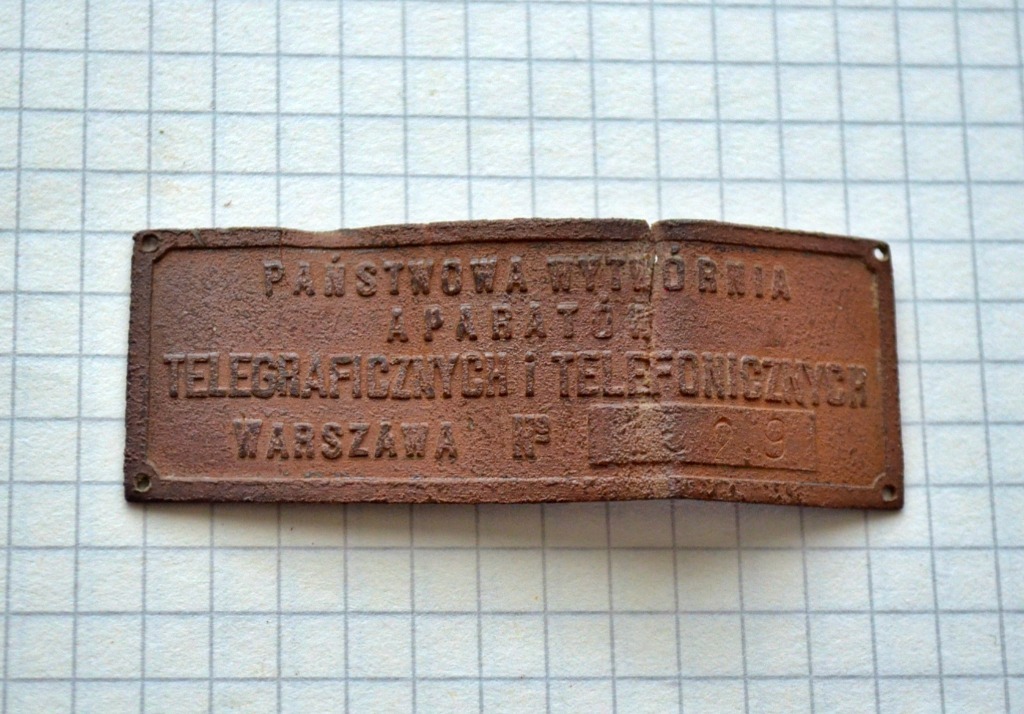 PAŃSTWOWA WYTWÓRNIA
APARATÓW
TELEGRAFICZNYCH i TELEFONICZNYCH
WARSZAWA Nº